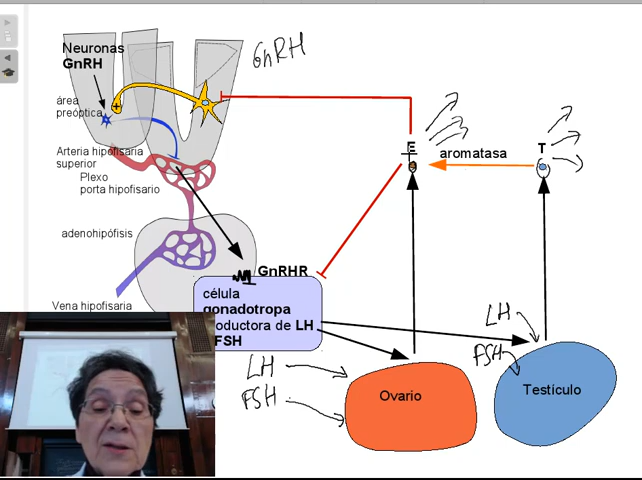 Neuronas
GnRH
GnRH
área
preóptica
Arteria hipofisaria
superior
Plexo
porta hipofisario
adenohipófisis
Vena hipofisaria
GnRHR
célula
gonadotropa
oductora de LH
FSH
E
aromatasa
T
LH
FSH
LH
FSH
Ovario
Testículo